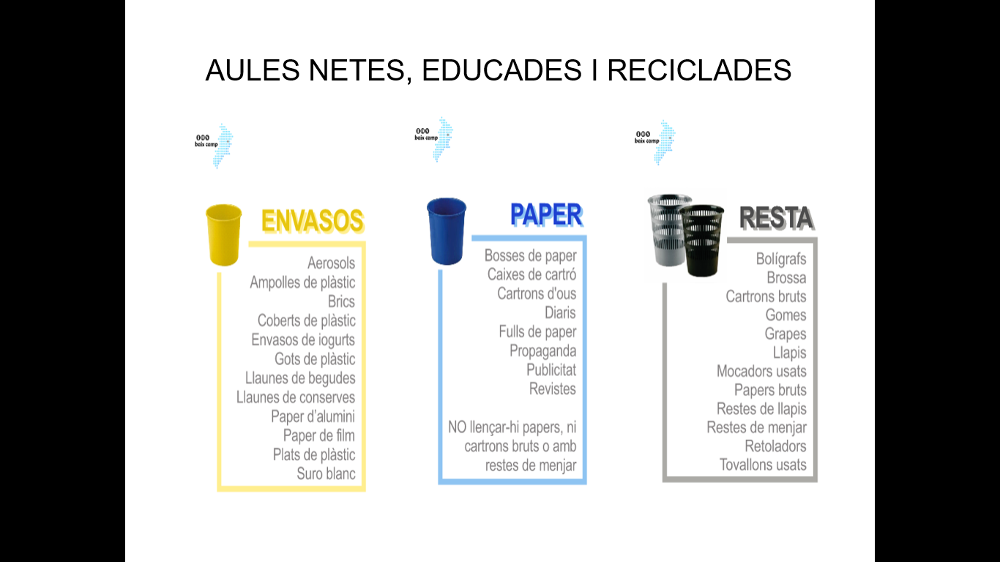 AULES NETES, EDUCADES I RECICLADES
baix camp
ENVASOS
Aerosols
Ampolles de plàstic
Brics
Coberts de plàstic
Envasos de iogurts
Gots de plàstic
Llaunes de begudes
Llaunes de conserves
Paper d'alumini
Paper de film
Plats de plàstic
Suro blanc
baix camp
PAPER
Bosses de paper
Caixes de cartró
Cartrons d'ous
Diaris
Fulls de paper
Propaganda
Publicitat
Revistes
NO llençar-hi papers, ni
cartrons bruts o amb
restes de menjar
baix camp
RESTA
Bolígrafs
Brossa
Cartrons bruts
Gomes
Grapes
Llapis
Mocadors usats
Papers bruts
Restes de llapis
Restes de menjar
Retoladors
Tovallons usats